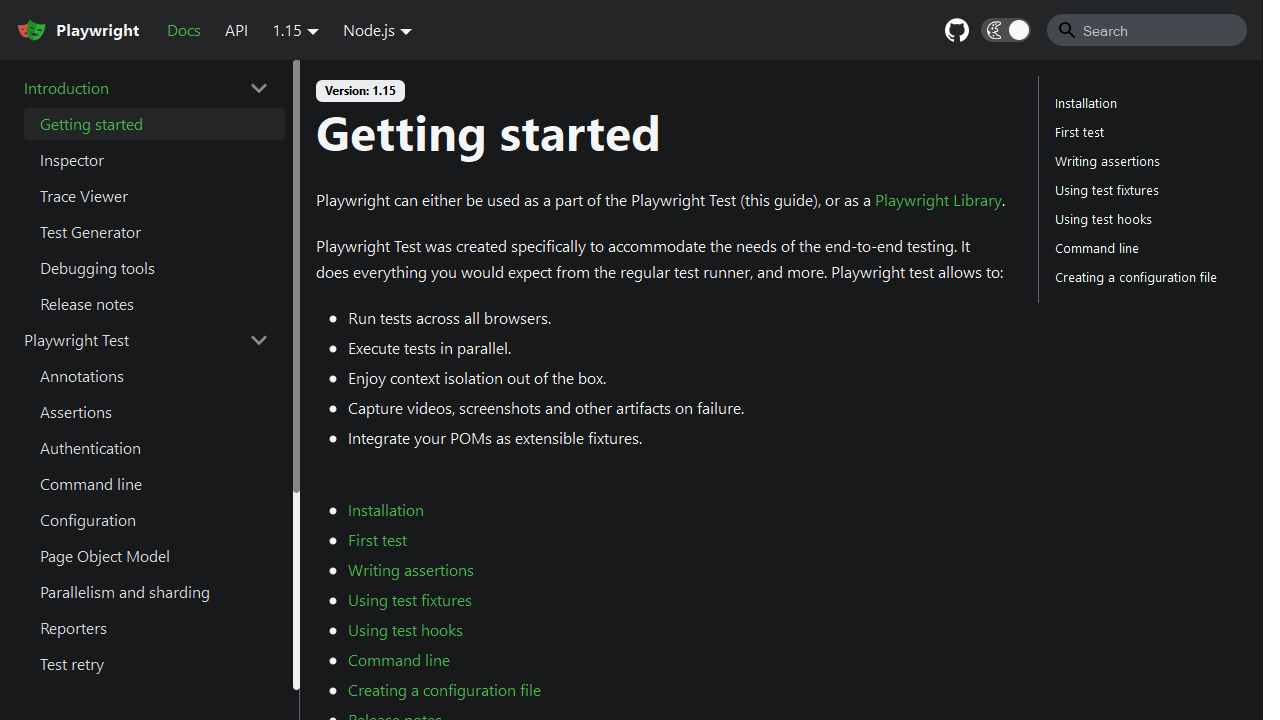 Playwright Docs API 1.15 Node.js Search
Introduction
Getting started
Inspector
Trace Viewer
Test Generator
Debugging tools
Release notes
Playwright Test
Annotations
Assertions
Authentication
Command line
Configuration
Page Object Model
Parallelism and sharding
Reporters
Test retry
Version: 1.15
Getting started
Playwright can either be used as a part of the Playwright Test (this guide), or as a Playwright Library.
Playwright Test was created specifically to accommodate the needs of the end-to-end testing. It
does everything you would expect from the regular test runner, and more. Playwright test allows to:
Run tests across all browsers.
Execute tests in parallel.
Enjoy context isolation out of the box.
Capture videos, screenshots and other artifacts on failure.
Integrate your POMs as extensible fixtures.
Installation
First test
Writing assertions
Using test fixtures
Using test hooks
Command line
Creating a configuration file
Release notes
Installation
First test
Writing assertions
Using test fixtures
Using test hooks
Command line
Creating a configuration file